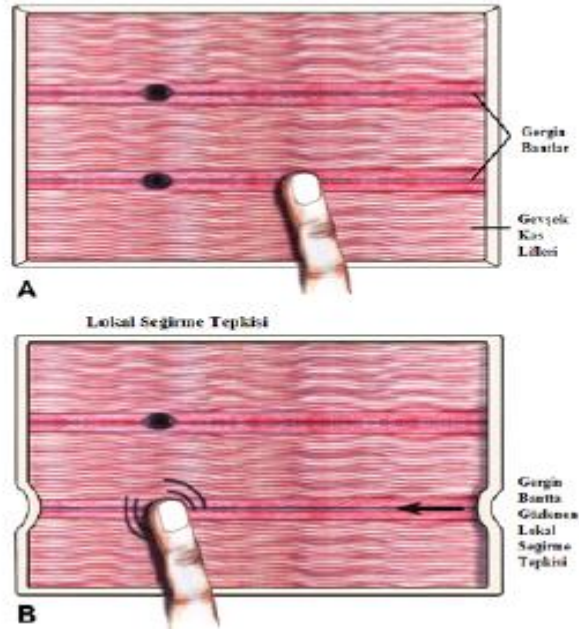 Gergin
Bantlar
Gevşek
Kas
Lifleri
A
Lokal Seğirme Tepkisi
Gergin
Bantta
Gözlenen
Lokal
Seğirme
Tepkisi
B